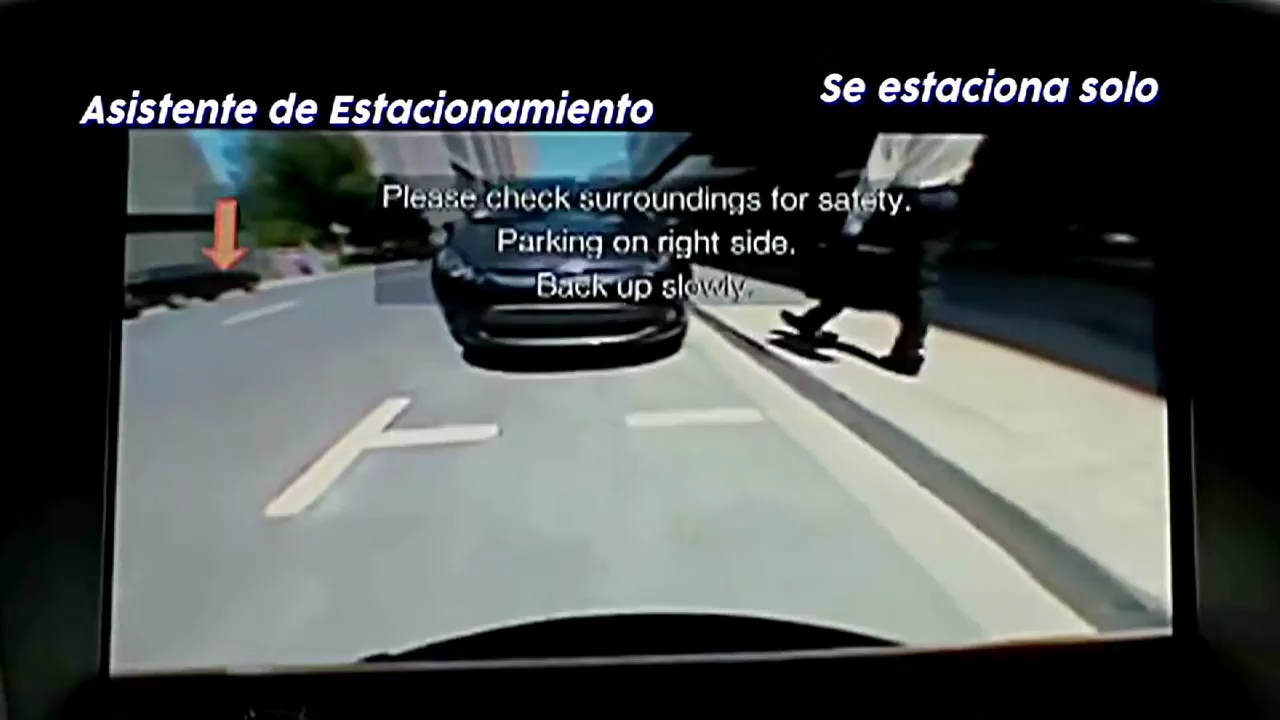 Asistente de Estacionamiento
Se estaciona solo
Please check surroundings for safety.
Parking on right side.
Back up slowly.